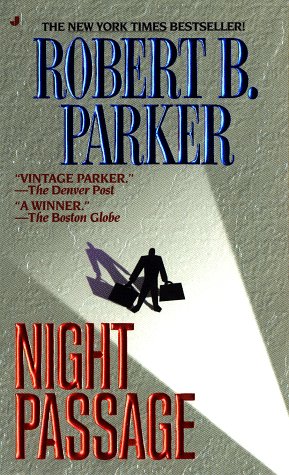 J
THE NEW YORK TIMES BESTSELLER!
ROBERT B.
PARKER
"VINTAGE PARKER."
—The Denver Post
"A WINNER."
—The Boston Globe
NIGHT
PASSAGE